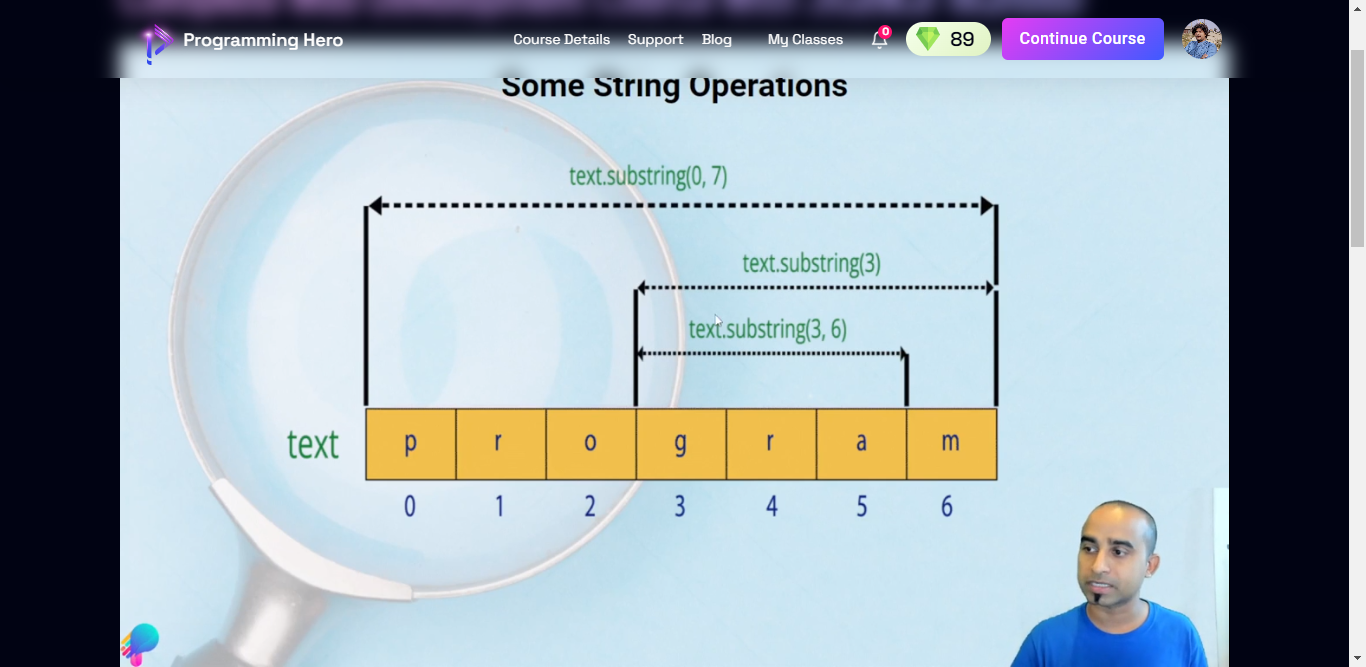 Programming Hero
Course Details Support Blog My Classes 0 89 Continue Course
Some String Operations
text.substring(0, 7)
text.substring(3)
text.substring(3, 6)
text p r o g r a m
0 1 2 3 4 5 6